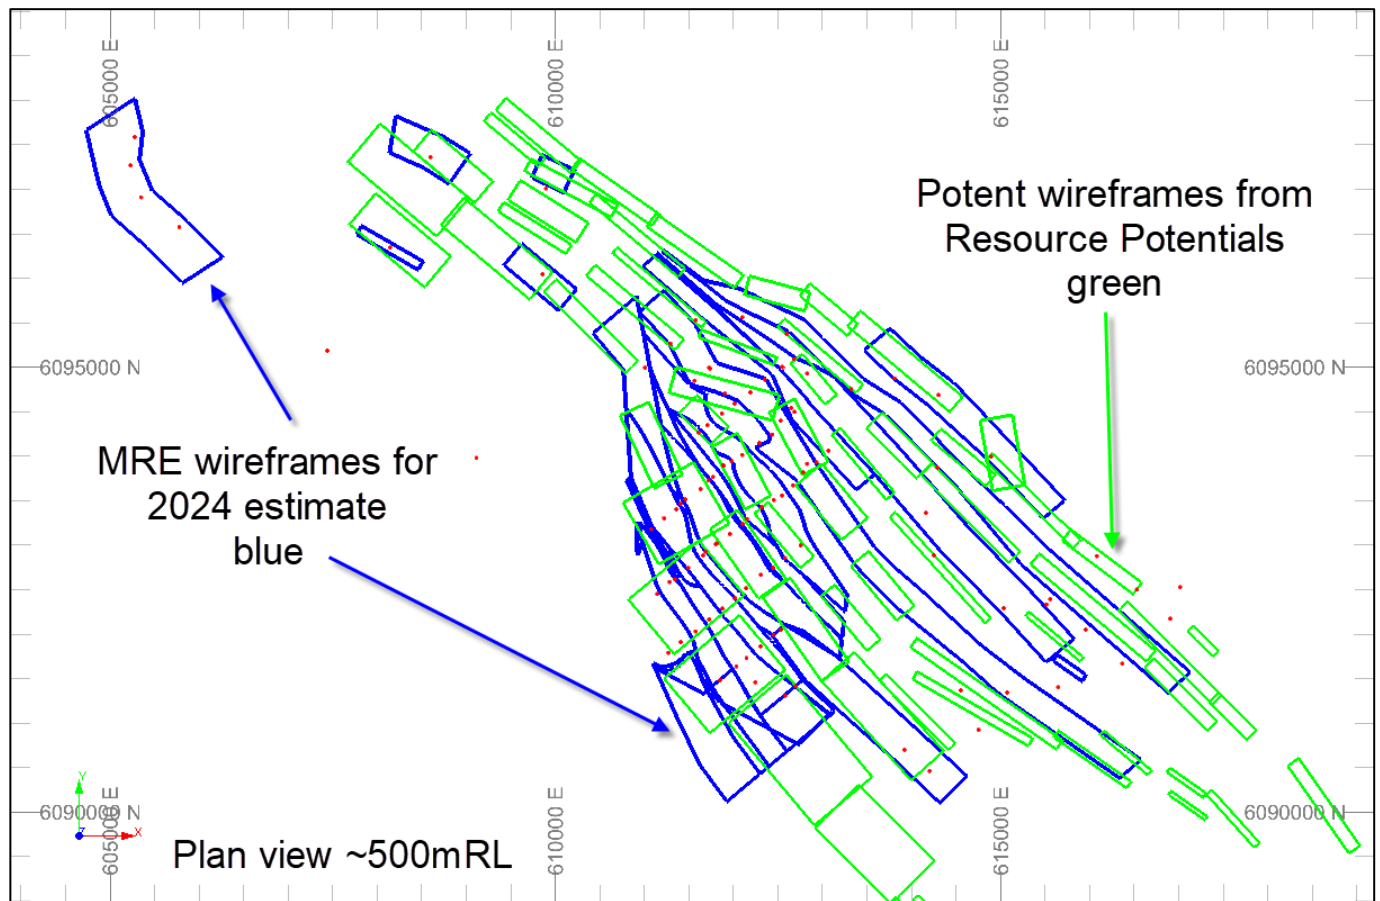 605000 E
610000 E
615000 E
Potent wireframes from
Resource Potentials
green
6095000 N
6095000 N
MRE wireframes for
2024 estimate
blue
Y
Z
X
6090000 N
6090000 N
605000 E
610000 E
615000 E
Plan view ~500mRL